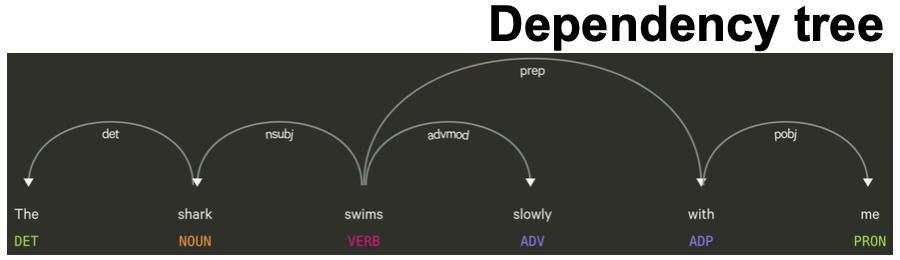 Dependency tree
prep
det nsubj advmod pobj
The shark swims slowly with me
DET NOUN VERB ADV ADP PRON